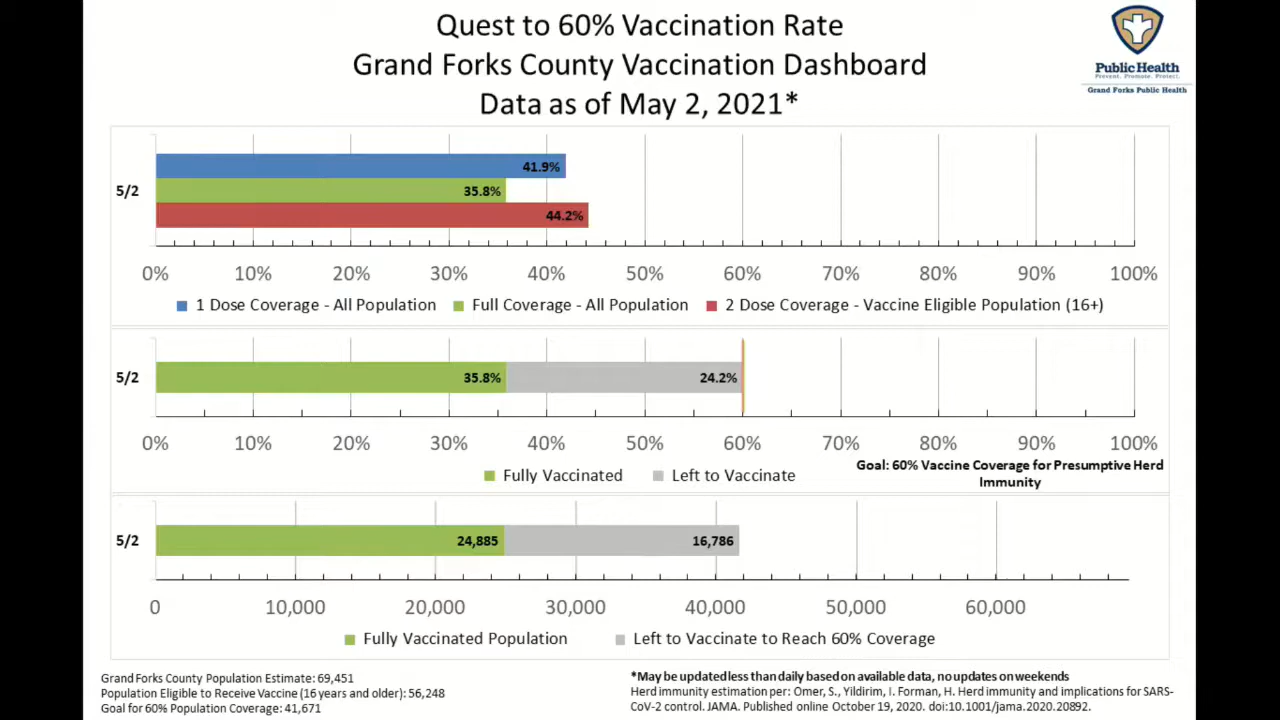 Quest to 60% Vaccination Rate
Grand Forks County Vaccination Dashboard
Data as of May 2, 2021*
Public Health
Prevent. Promote. Protect.
Grand Forks Public Health
5/2
41.9%
35.8%
44.2%
0% 10% 20% 30% 40% 50% 60% 70% 80% 90% 100%
1 Dose Coverage - All Population Full Coverage - All Population 2 Dose Coverage - Vaccine Eligible Population (16+)
5/2 35.8% 24.2%
0% 10% 20% 30% 40% 50% 60% 70% 80% 90% 100%
Fully Vaccinated Left to Vaccinate
Goal: 60% Vaccine Coverage for Presumptive Herd
Immunity
5/2 24,885 16,786
0 10,000 20,000 30,000 40,000 50,000 60,000
Fully Vaccinated Population Left to Vaccinate to Reach 60% Coverage
Grand Forks County Population Estimate: 69,451
Population Eligible to Receive Vaccine (16 years and older): 56,248
Goal for 60% Population Coverage: 41,671
*May be updated less than daily based on available data, no updates on weekends
Herd immunity estimation per: Omer, S., Yildirim, I. Forman, H. Herd immunity and implications for SARS-
CoV-2 control. JAMA. Published online October 19, 2020. doi:10.1001/jama.2020.20892.